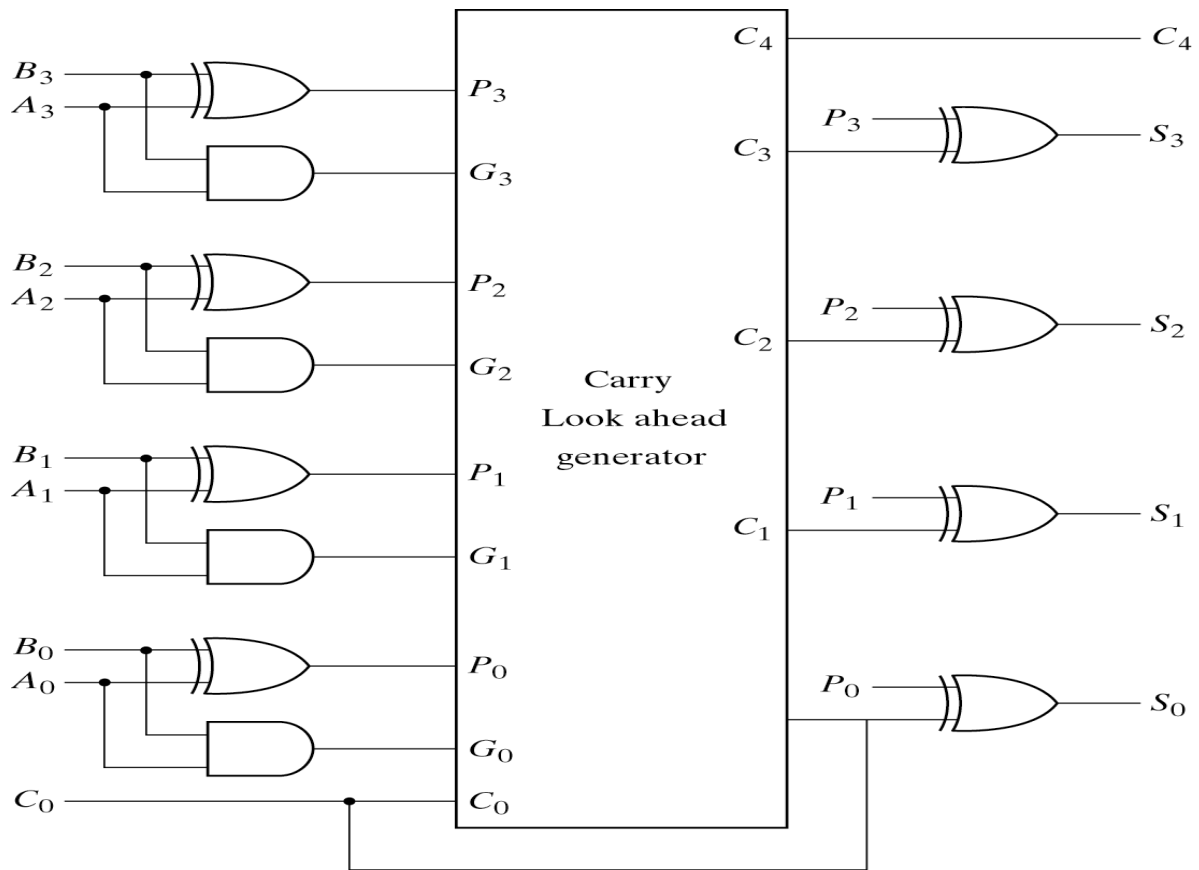 B₃
A₃
P₃
G₃
B₂
A₂
P₂
G₂
B₁
A₁
P₁
G₁
B₀
A₀
P₀
G₀
C₀
C₀
Carry
Look ahead
generator
C₄
C₄
C₃
P₃
S₃
C₂
P₂
S₂
C₁
P₁
S₁
P₀
S₀